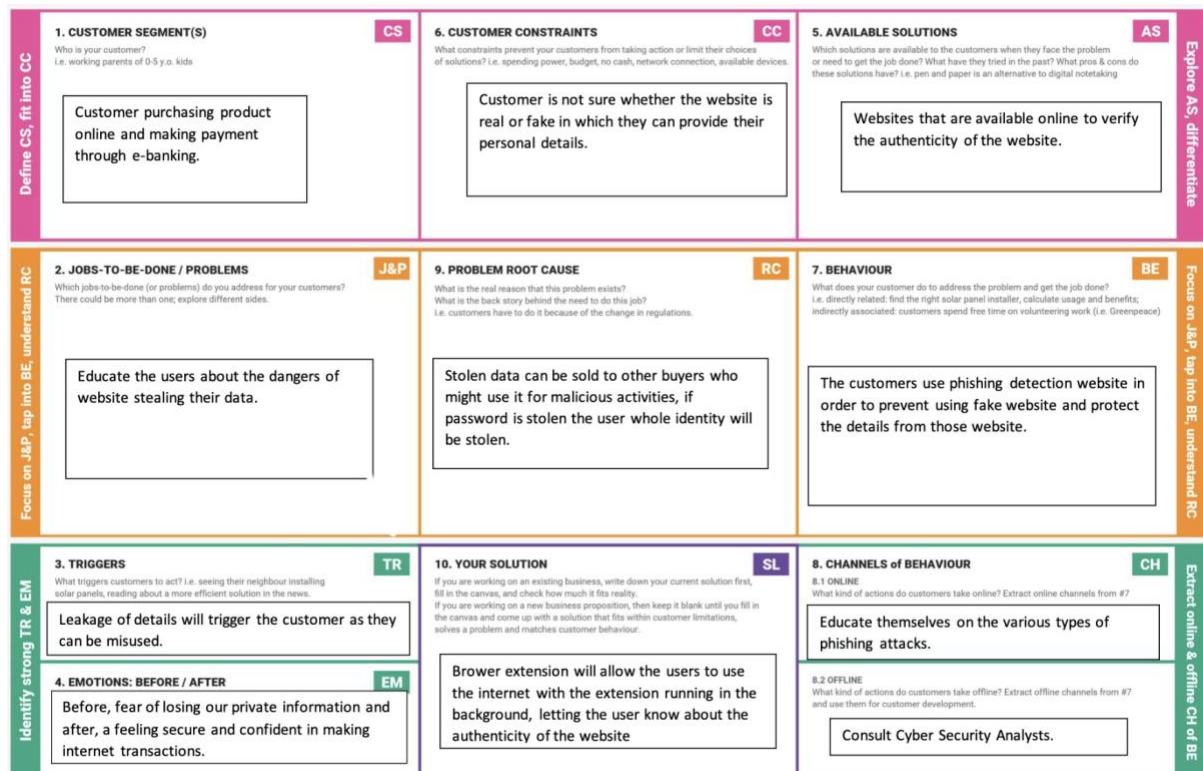 Define CS, fit into CC
1. CUSTOMER SEGMENT(S)
CS
Who is your customer?
i.e. working parents of 0-5 y.o. kids
Customer purchasing product
online and making payment
through e-banking.
6. CUSTOMER CONSTRAINTS
CC
What constraints prevent your customers from taking action or limit their choices
of solutions? i.e. spending power, budget, no cash, network connection, available devices.
Customer is not sure whether the website is
real or fake in which they can provide their
personal details.
5. AVAILABLE SOLUTIONS
AS
Which solutions are available to the customers when they face the problem
or need to get the job done? What have they tried in the past? What pros & cons do
these solutions have? i.e. pen and paper is an alternative to digital notetaking
Websites that are available online to verify
the authenticity of the website.
Explore AS, differentiate
Focus on J&P, tap into BE, understand RC
2. JOBS-TO-BE-DONE / PROBLEMS
J&P
Which jobs-to-be-done (or problems) do you address for your customers?
There could be more than one; explore different sides.
Educate the users about the dangers of
website stealing their data.
9. PROBLEM ROOT CAUSE
RC
What is the real reason that this problem exists?
What is the back story behind the need to do this job?
i.e. customers have to do it because of the change in regulations.
Stolen data can be sold to other buyers who
might use it for malicious activities, if
password is stolen the user whole identity will
be stolen.
7. BEHAVIOUR
BE
What does your customer do to address the problem and get the job done?
i.e. directly related: find the right solar panel installer, calculate usage and benefits;
indirectly associated: customers spend free time on volunteering work (i.e. Greenpeace)
The customers use phishing detection website in
order to prevent using fake website and protect
the details from those website.
Focus on J&P, tap into BE, understand RC
Identify strong TR & EM
3. TRIGGERS
TR
What triggers customers to act? i.e. seeing their neighbour installing
solar panels, reading about a more efficient solution in the news.
Leakage of details will trigger the customer as they
can be misused.
4. EMOTIONS: BEFORE / AFTER
EM
Before, fear of losing our private information and
after, a feeling secure and confident in making
internet transactions.
10. YOUR SOLUTION
SL
If you are working on an existing business, write down your current solution first,
fill in the canvas, and check how much it fits reality.
If you are working on a new business proposition, then keep it blank until you fill in
the canvas and come up with a solution that fits within customer limitations,
solves a problem and matches customer behaviour.
Brower extension will allow the users to use
the internet with the extension running in the
background, letting the user know about the
authenticity of the website
8. CHANNELS of BEHAVIOUR
CH
8.1 ONLINE
What kind of actions do customers take online? Extract online channels from #7
Educate themselves on the various types of
phishing attacks.
8.2 OFFLINE
What kind of actions do customers take offline? Extract offline channels from #7
and use them for customer development.
Consult Cyber Security Analysts.
Extract online & offline CH of BE